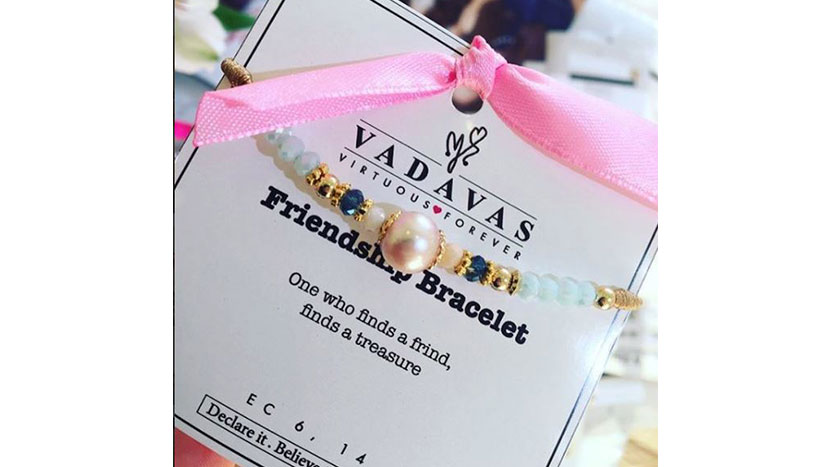 VADAVAS
VIRTUOUS♥FOREVER
Friendship Bracelet
One who finds a frind,
finds a treasure
EC 6, 14
Declare it . Believe